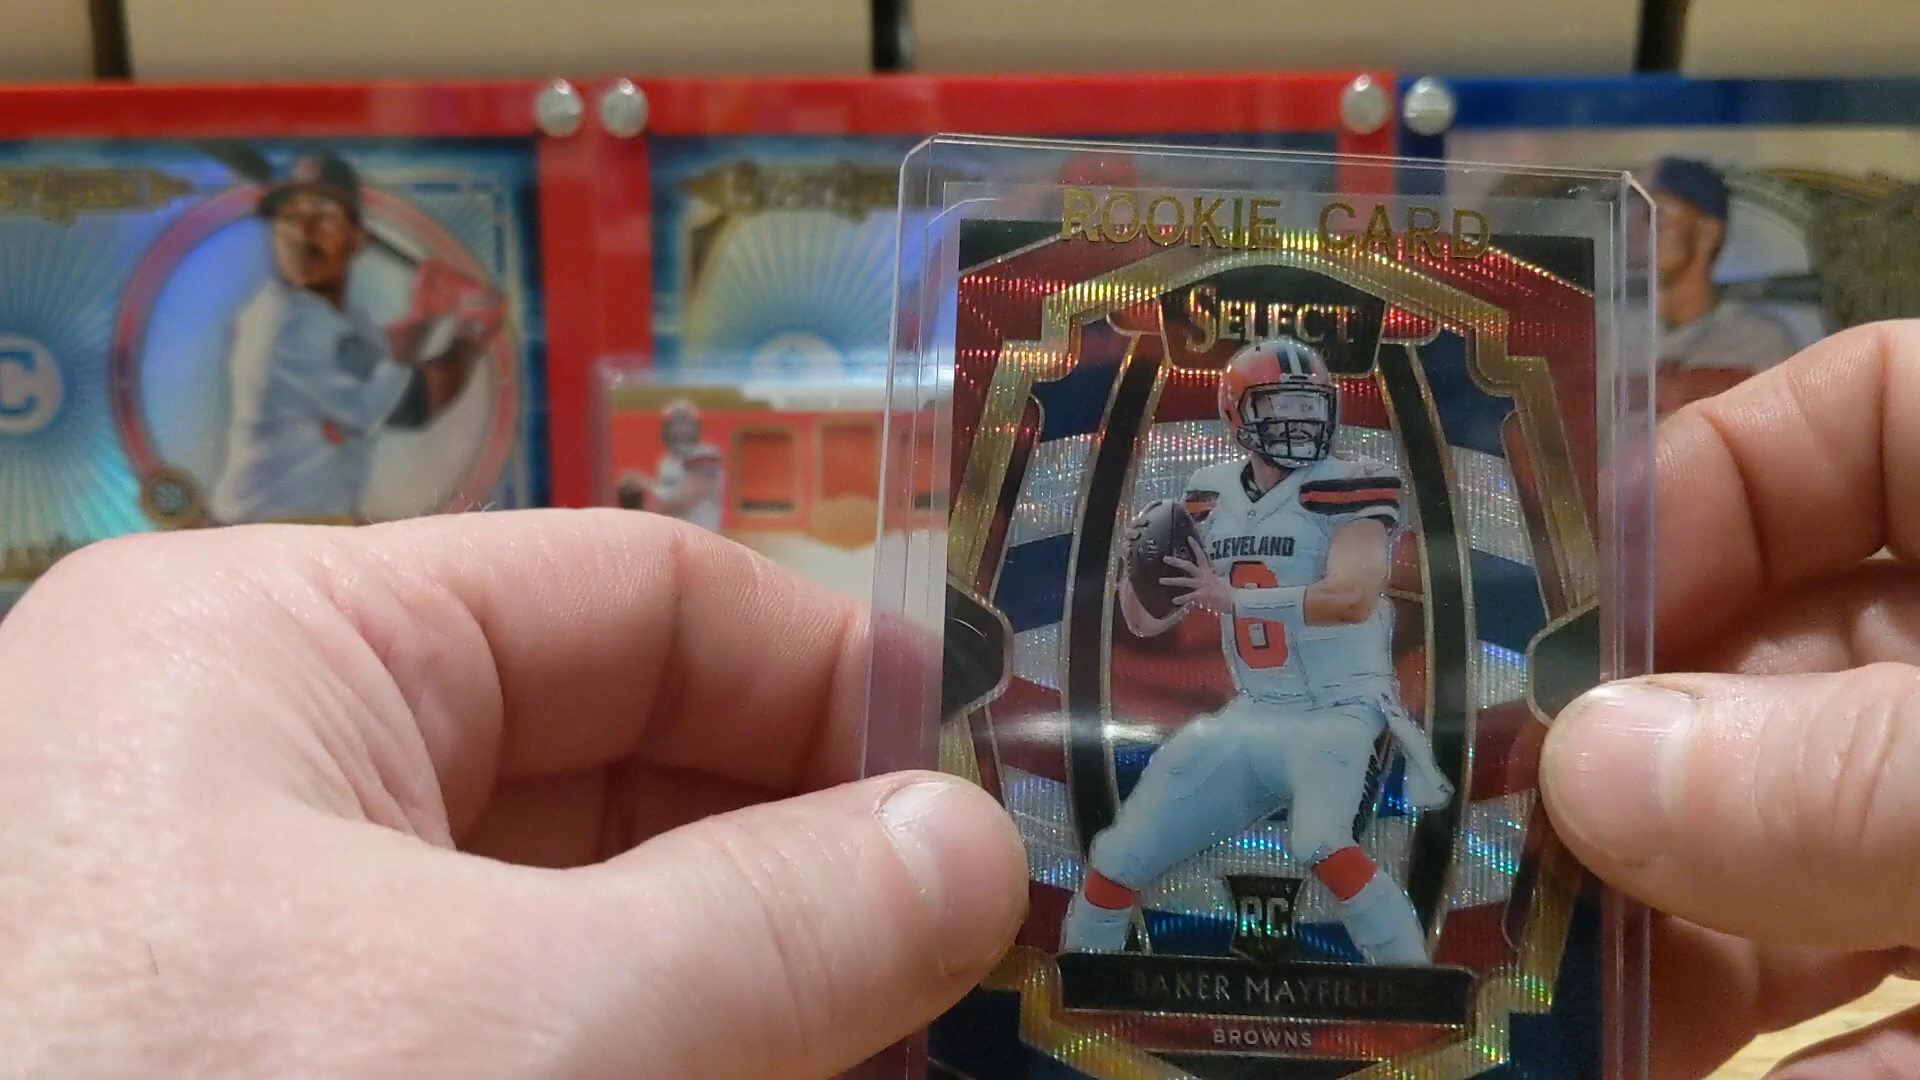 ROOKIE CARD
SELECT
CLEVELAND
6
RC
BAKER MAYFIELD
BROWNS
C